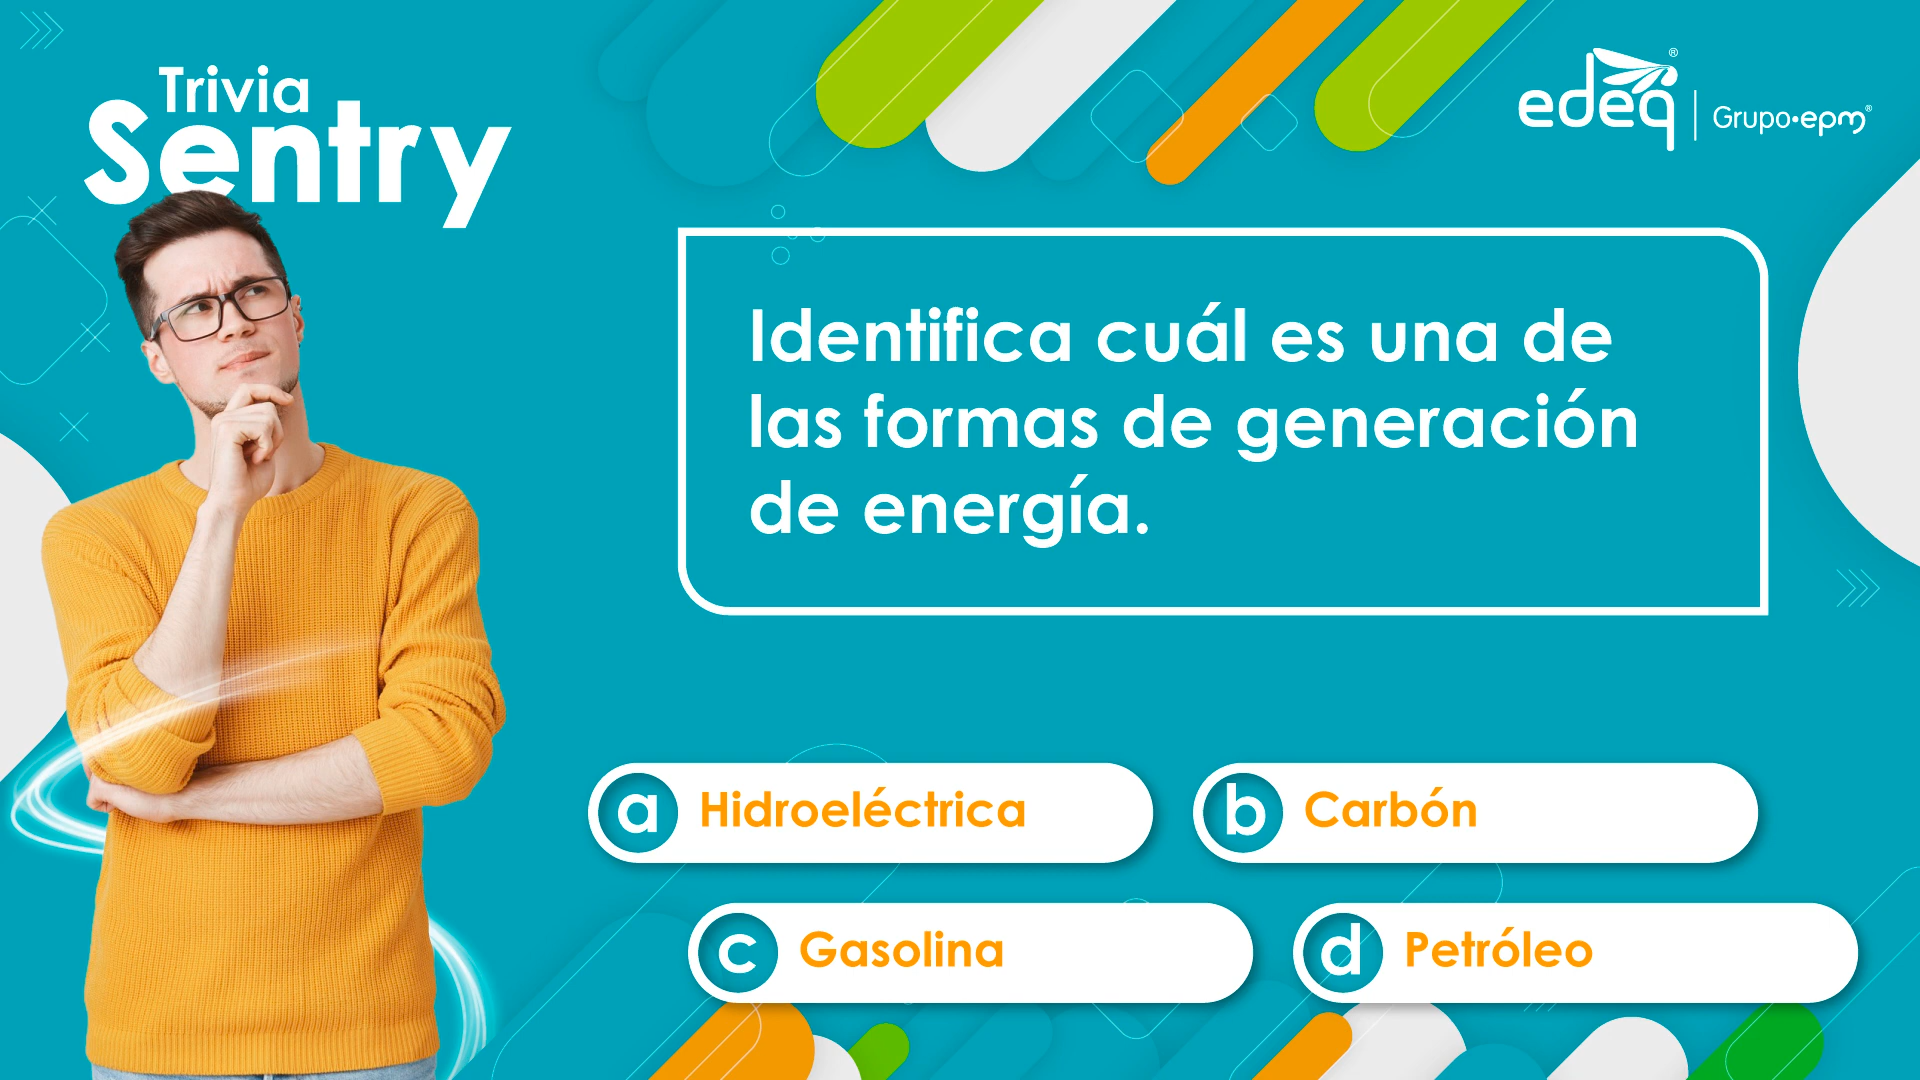 Trivia
Sentry
edeq® | Grupo•epm®
Identifica cuál es una de
las formas de generación
de energía.
a Hidroeléctrica
b Carbón
c Gasolina
d Petróleo